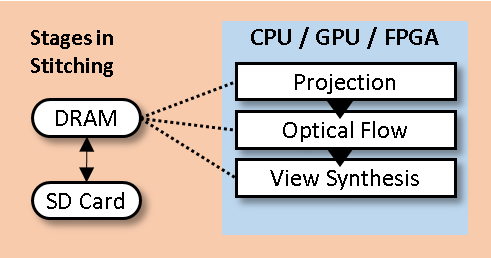 Stages in
Stitching
DRAM
SD Card
CPU / GPU / FPGA
Projection
Optical Flow
View Synthesis